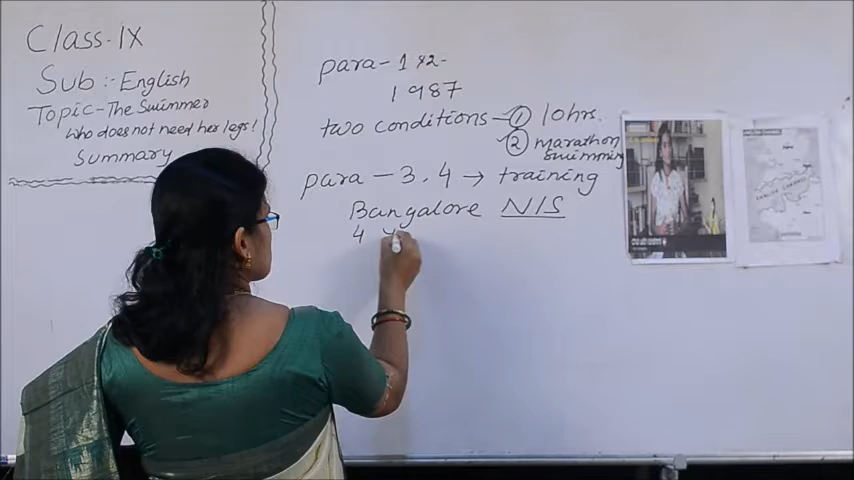 Class-IX
Sub :- English
Topic - The Swimmer
who Does not need her legs!
Summary
para - 1 &2-
1987
two conditions - ① 10hrs.
② marathon
swimming
para - 3. 4 → training
Bangalore NIS
4